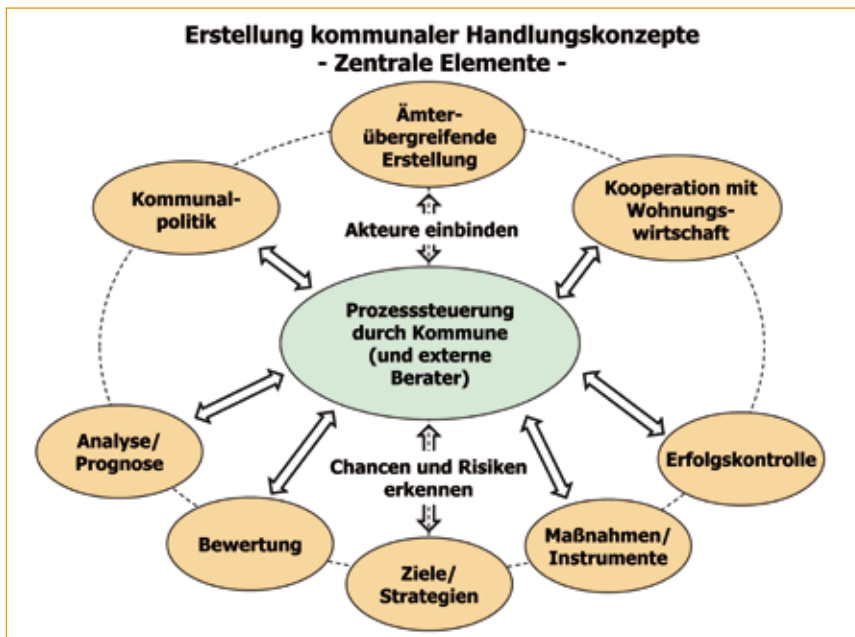 Erstellung kommunaler Handlungskonzepte
- Zentrale Elemente -
Ämter-
übergreifende
Erstellung
Kommunal-
politik
Kooperation mit
Wohnungs-
wirtschaft
Akteure einbinden
Prozesssteuerung
durch Kommune
(und externe
Berater)
Analyse/
Prognose
Chancen und Risiken
erkennen
Erfolgskontrolle
Bewertung
Maßnahmen/
Instrumente
Ziele/
Strategien